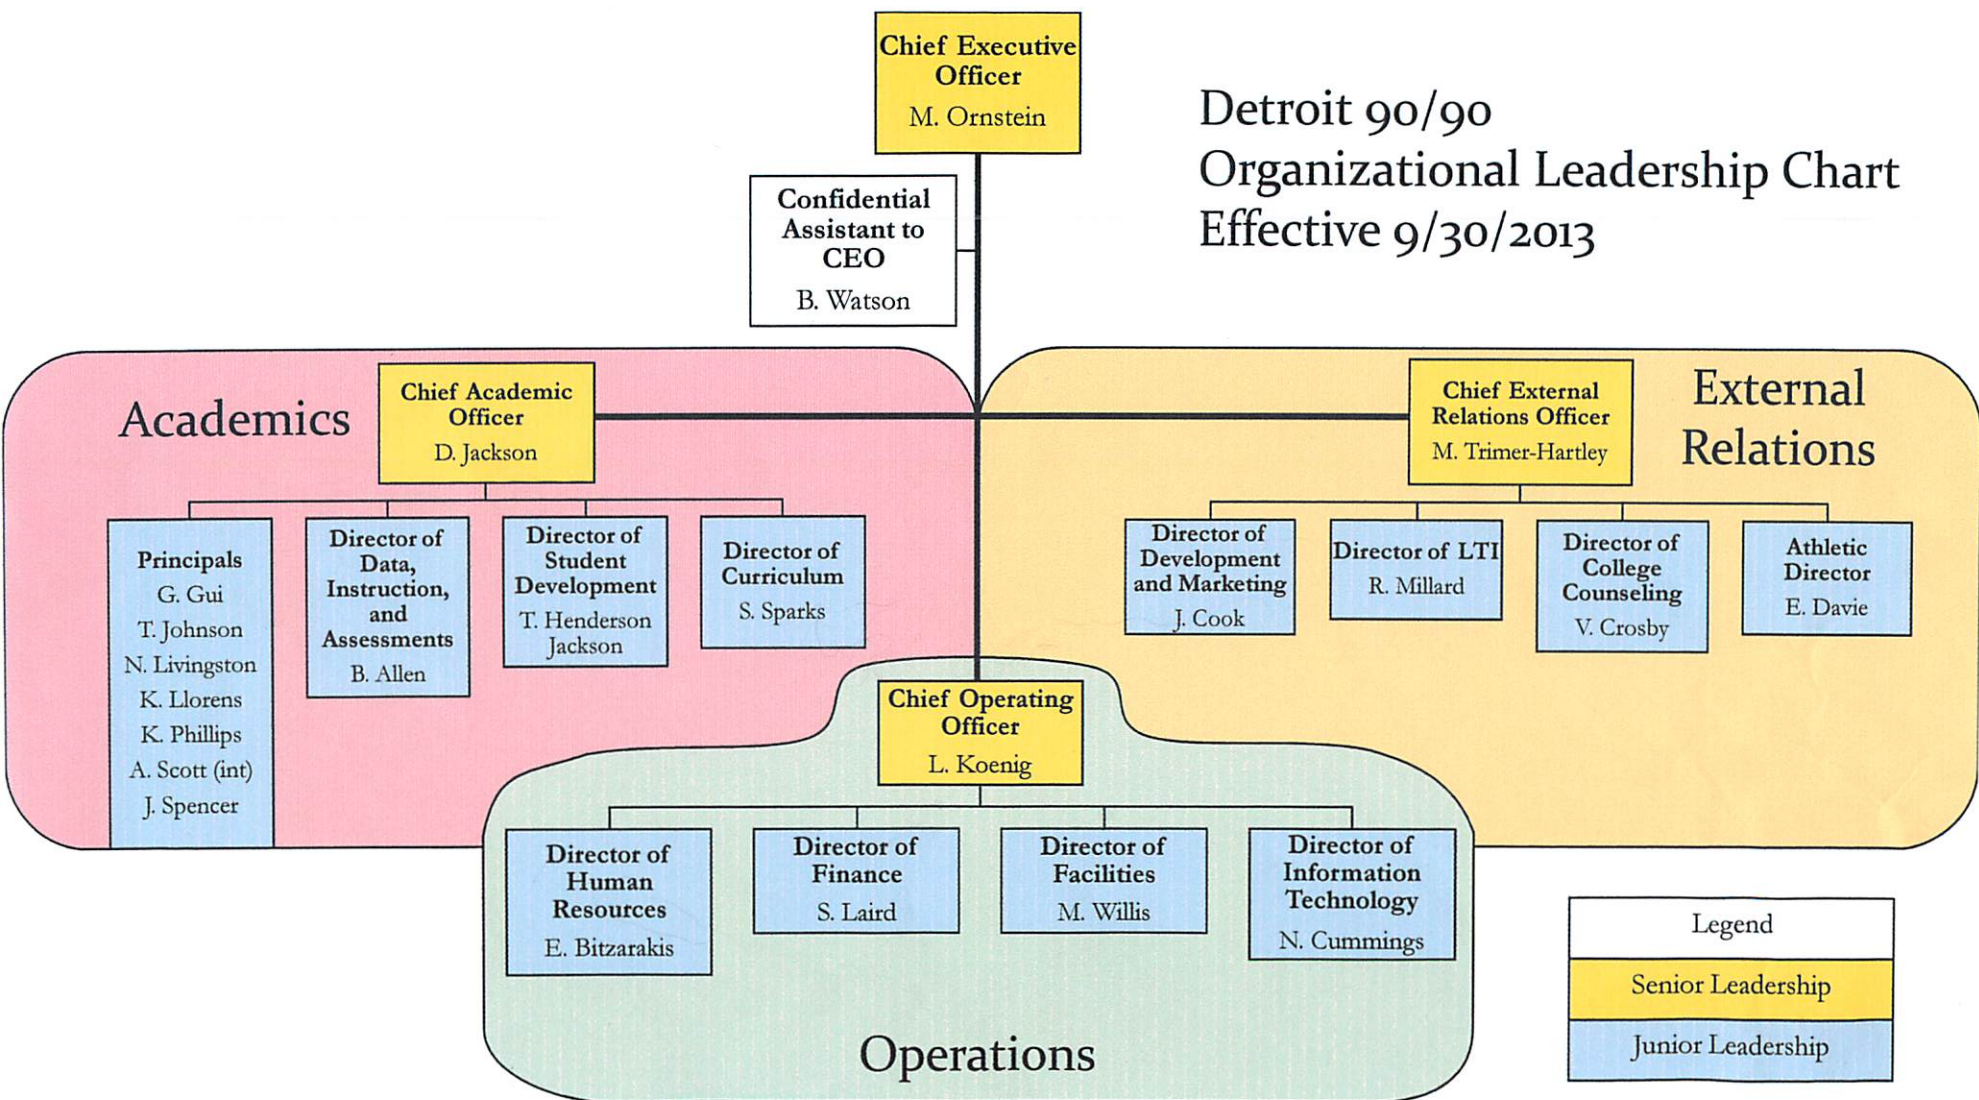 Chief Executive
Officer
M. Ornstein
Detroit 90/90
Organizational Leadership Chart
Effective 9/30/2013
Confidential
Assistant to
CEO
B. Watson
Academics
Chief Academic
Officer
D. Jackson
Chief External
Relations Officer
M. Trimer-Hartley
External
Relations
Principals
G. Gui
T. Johnson
N. Livingston
K. Llorens
K. Phillips
A. Scott (int)
J. Spencer
Director of
Data,
Instruction,
and
Assessments
B. Allen
Director of
Student
Development
T. Henderson
Jackson
Director of
Curriculum
S. Sparks
Director of
Development
and Marketing
J. Cook
Director of LTI
R. Millard
Director of
College
Counseling
V. Crosby
Athletic
Director
E. Davie
Chief Operating
Officer
L. Koenig
Director of
Human
Resources
E. Bitzarakis
Director of
Finance
S. Laird
Director of
Facilities
M. Willis
Director of
Information
Technology
N. Cummings
Operations
Legend
Senior Leadership
Junior Leadership